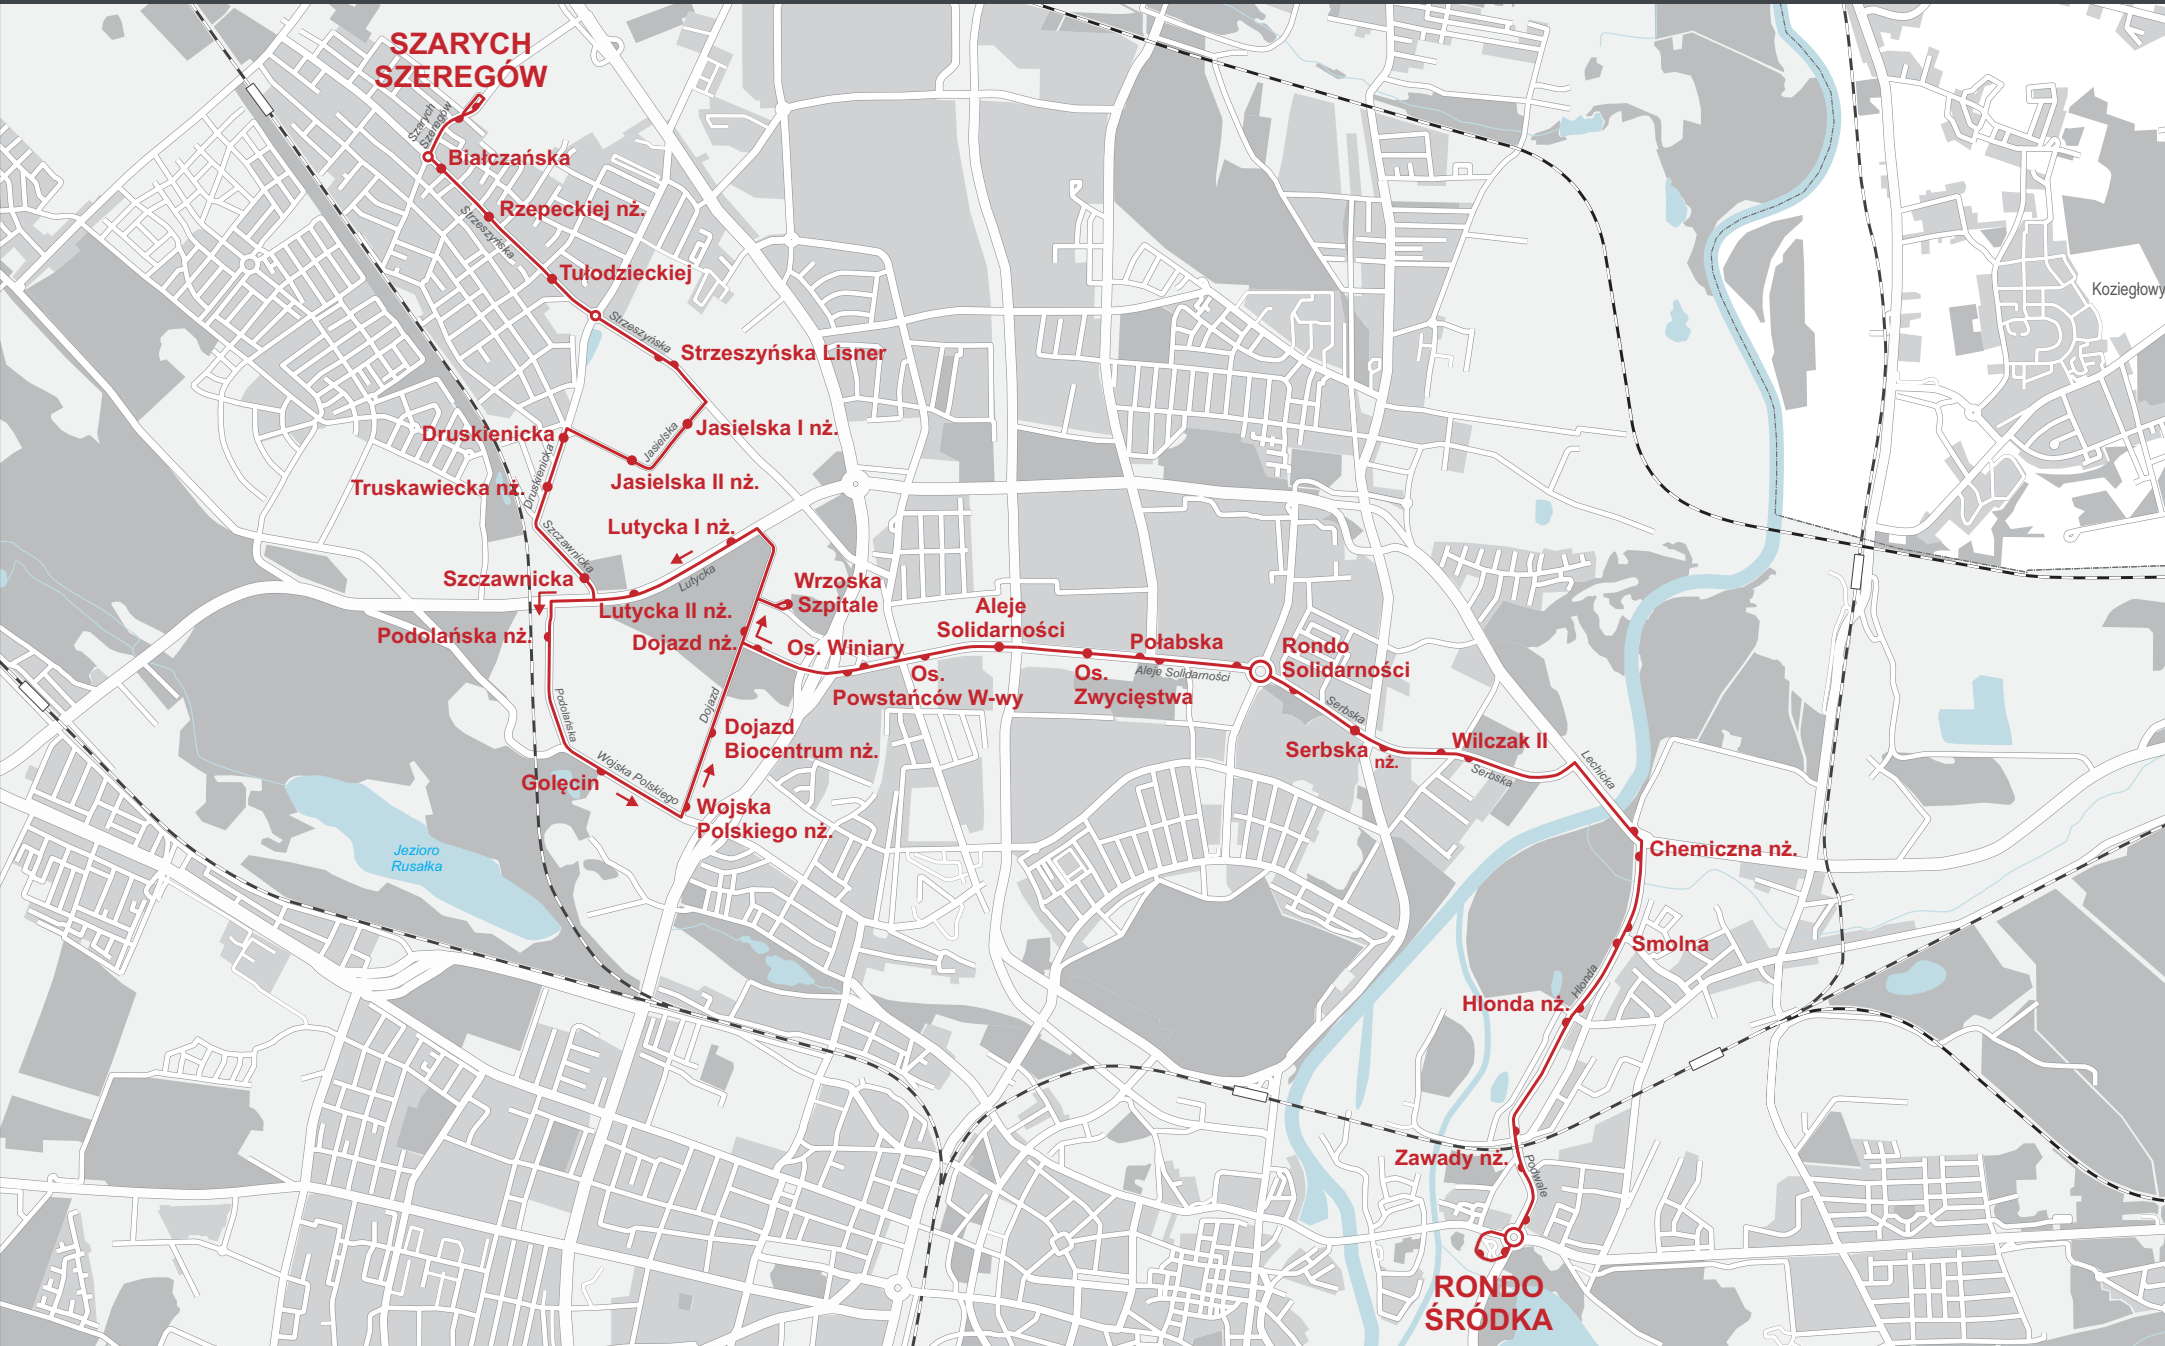 SZARYCH
SZEREGÓW
Szarych
Szeregów
Białczańska
Rzepeckiej nż.
Strzeszyńska
Tułodzieckiej
Koziegłowy
Strzeszyńska
Strzeszyńska Lisner
Druskienicka
Jasielska I nż.
Jasielska
Jasielska II nż.
Truskawiecka nż.
Druskienicka
Lutycka I nż.
Szczawnicka
Szczawnicka
Lutycka
Wrzoska
Szpitale
Lutycka II nż.
Aleje
Solidarności
Podolańska nż.
Dojazd nż.
Os. Winiary
Połabska
Rondo
Solidarności
Os.
Powstańców W-wy
Os.
Zwycięstwa
Aleje Solidarności
Podolańska
Dojazd
Serbska
Dojazd
Biocentrum nż.
Serbska
nż.
Wilczak II
Serbska
Lechicka
Wojska Polskiego
Golęcin
Wojska
Polskiego nż.
Jezioro
Rusałka
Chemiczna nż.
Smolna
Hlonda
Hlonda nż.
Zawady nż.
Podwale
RONDO
ŚRÓDKA